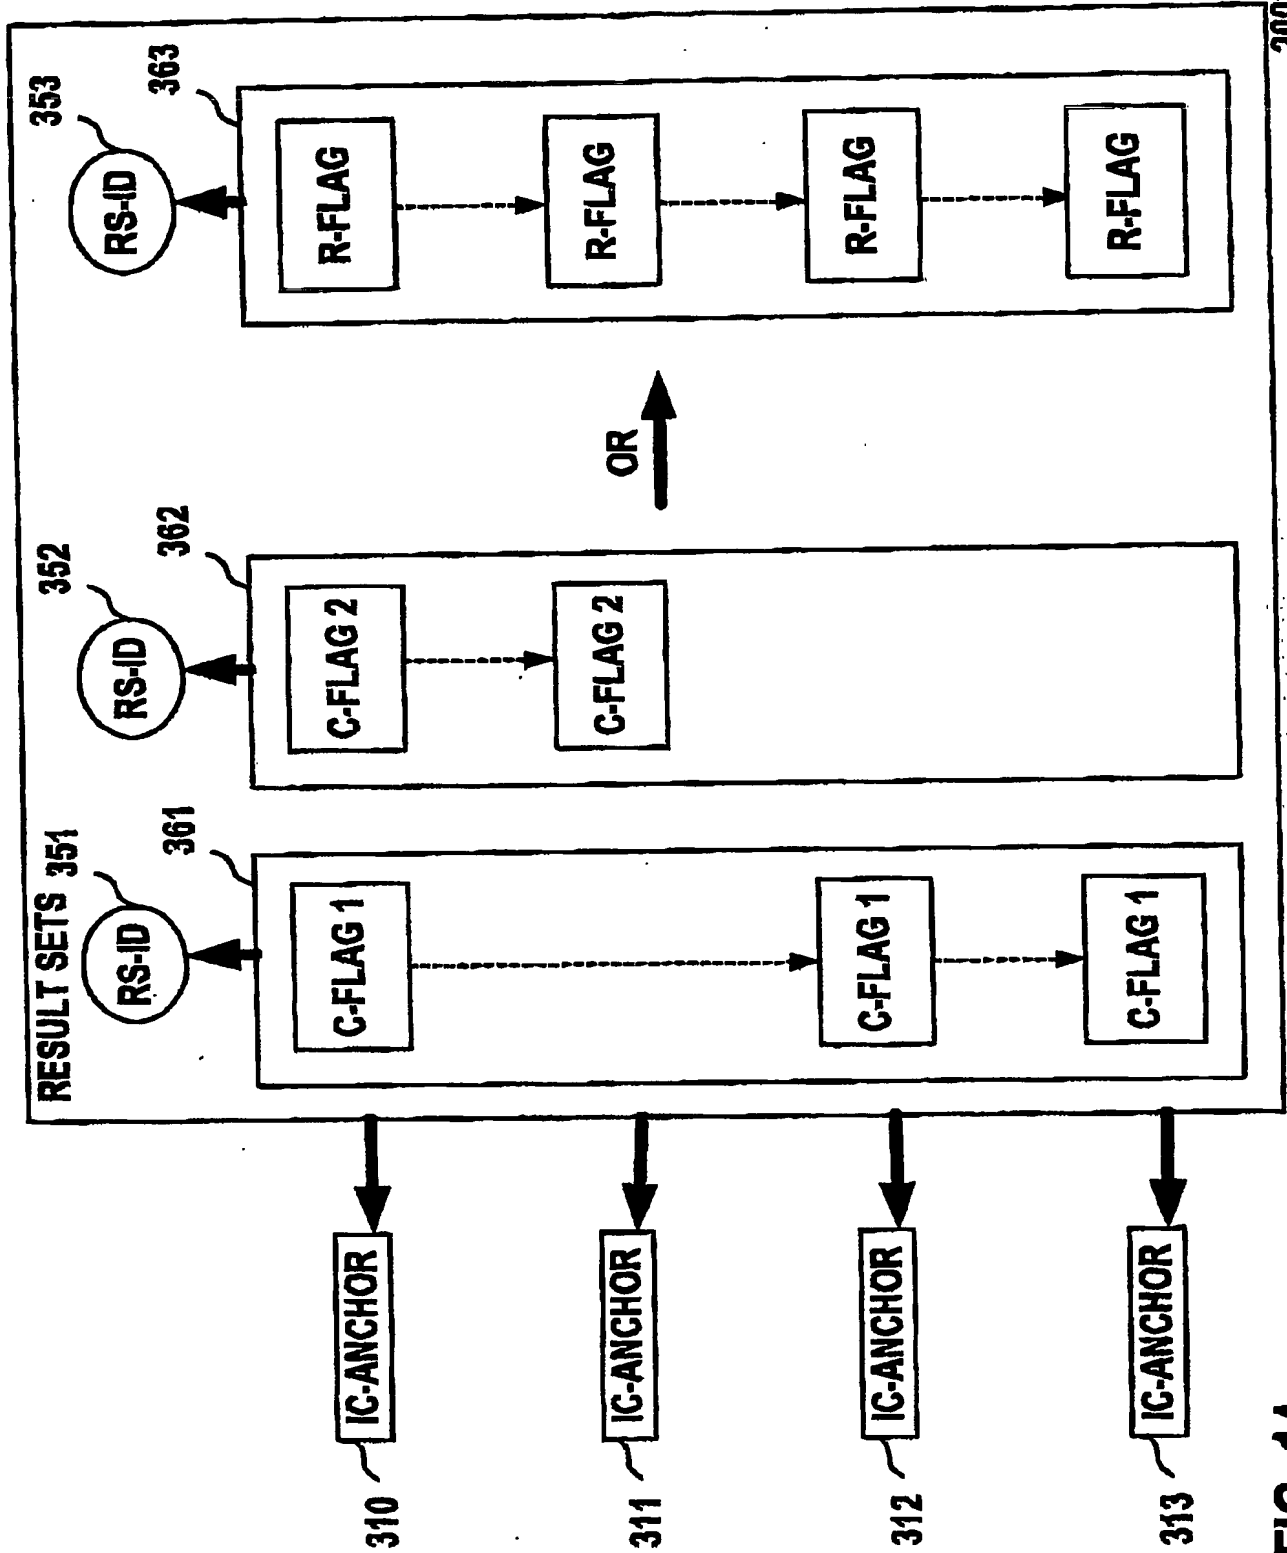 RESULT SETS
351
352
353
RS-ID
RS-ID
RS-ID
361
362
363
310
IC-ANCHOR
C-FLAG 1
C-FLAG 2
R-FLAG
311
IC-ANCHOR
C-FLAG 2
OR
R-FLAG
312
IC-ANCHOR
C-FLAG 1
R-FLAG
313
IC-ANCHOR
C-FLAG 1
R-FLAG